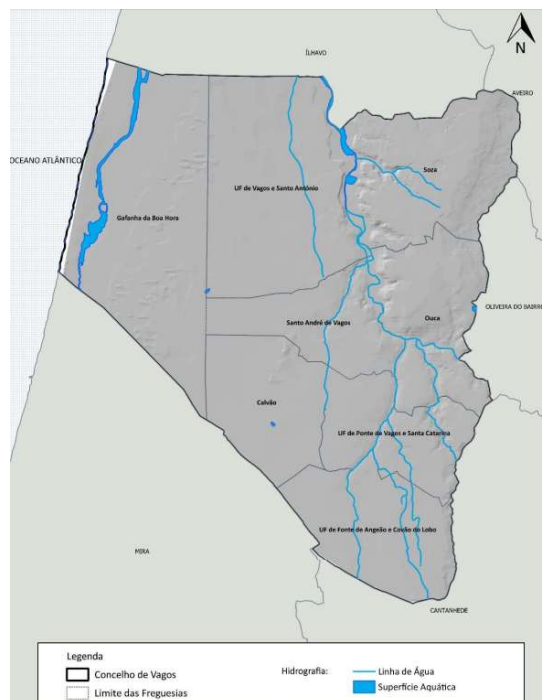 N
ÍLHAVO
AVEIRO
OCEANO ATLÂNTICO
Soza
UF de Vagos e Santo António
Gafanha da Boa Hora
OLIVEIRA DO BAIRRO
Santo André de Vagos
Ouca
Calvão
UF de Ponte de Vagos e Santa Catarina
UF de Fonte de Angeão e Covão do Lobo
MIRA
CANTANHEDE
Legenda
Concelho de Vagos
Limite das Freguesias
Hidrografia:
Linha de Água
Superfície Aquática